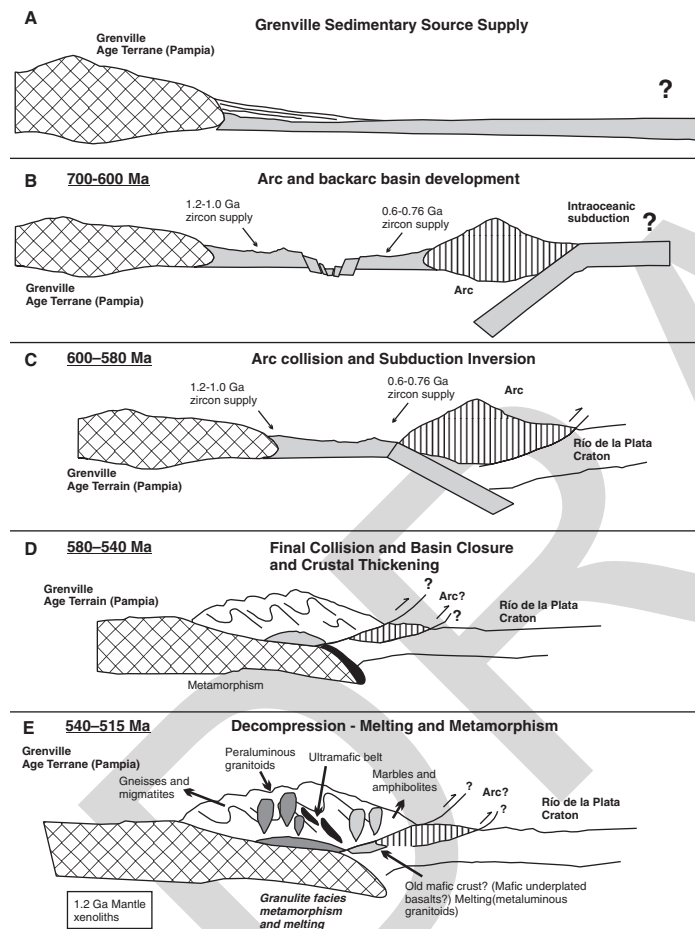 A
Grenville Sedimentary Source Supply
Grenville
Age Terrane (Pampia)
?
B
700-600 Ma
Arc and backarc basin development
1.2-1.0 Ga
zircon supply
0.6-0.76 Ga
zircon supply
Intraoceanic
subduction
?
Grenville
Age Terrane (Pampia)
Arc
C
600–580 Ma
Arc collision and Subduction Inversion
1.2-1.0 Ga
zircon supply
0.6-0.76 Ga
zircon supply
Arc
Río de la Plata
Craton
Grenville
Age Terrain (Pampia)
D
580–540 Ma
Final Collision and Basin Closure
and Crustal Thickening
Grenville
Age Terrain (Pampia)
?
Arc?
?
Río de la Plata
Craton
Metamorphism
E
540–515 Ma
Decompression - Melting and Metamorphism
Grenville
Age Terrane (Pampia)
Gneisses and
migmatites
Peraluminous
granitoids
Ultramafic belt
Marbles and
amphibolites
?
Arc?
?
Río de la Plata
Craton
1.2 Ga Mantle
xenoliths
Granulite facies
metamorphism
and melting
Old mafic crust? (Mafic underplated
basalts?) Melting(metaluminous
granitoids)